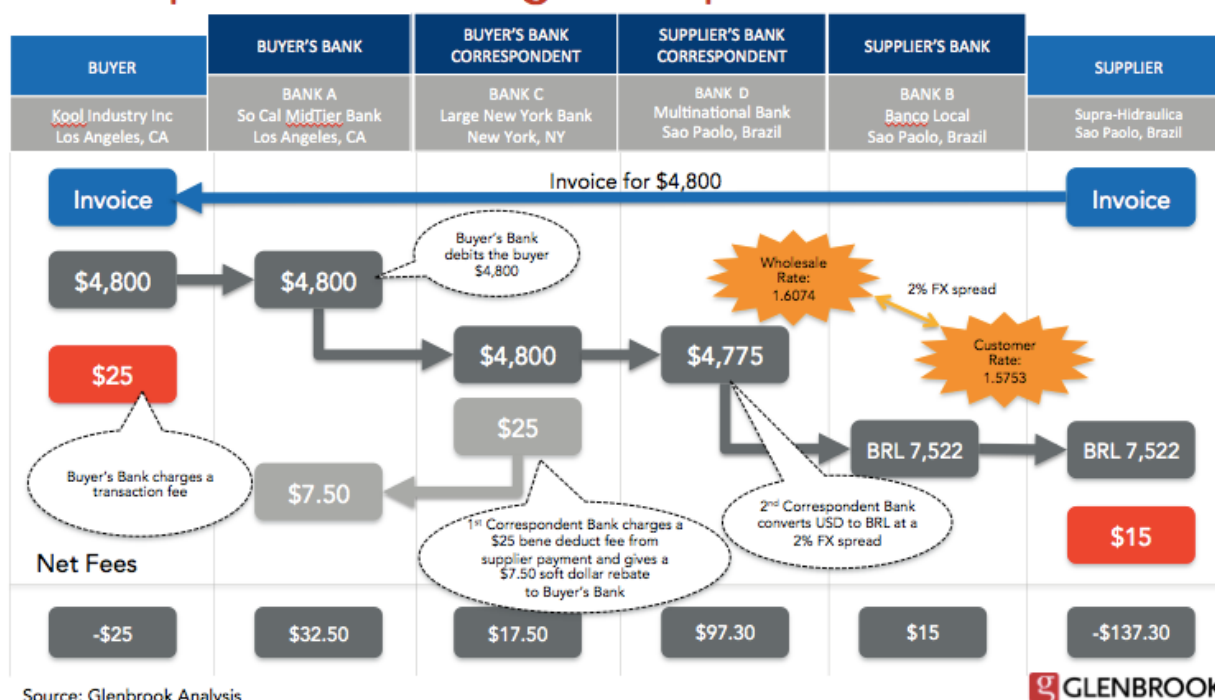 BUYER
BUYER'S BANK
BUYER'S BANK
CORRESPONDENT
SUPPLIER'S BANK
CORRESPONDENT
SUPPLIER'S BANK
SUPPLIER
Kool Industry Inc
Los Angeles, CA
BANK A
So Cal MidTier Bank
Los Angeles, CA
BANK C
Large New York Bank
New York, NY
BANK D
Multinational Bank
Sao Paolo, Brazil
BANK B
Banco Local
Sao Paolo, Brazil
Supra-Hidraulica
Sao Paolo, Brazil
Invoice for $4,800
Invoice
Invoice
Buyer's Bank
debits the buyer
$4,800
$4,800
$4,800
Wholesale
Rate:
1.6074
2% FX spread
Customer
Rate:
1.5753
$4,800
$4,775
$25
$25
BRL 7,522
BRL 7,522
Buyer's Bank charges a
transaction fee
$7.50
1st Correspondent Bank charges a
$25 bene deduct fee from
supplier payment and gives a
$7.50 soft dollar rebate
to Buyer's Bank
2nd Correspondent Bank
converts USD to BRL at a
2% FX spread
$15
Net Fees
-$25
$32.50
$17.50
$97.30
$15
-$137.30
Source: Glenbrook Analysis
g GLENBROOK